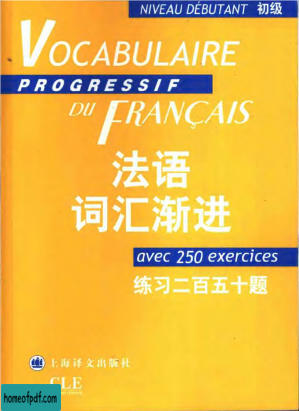 NIVEAU DÉBUTANT 初级
VOCABULAIRE
PROGRESSIF
DU FRANÇAIS
法语
词汇渐进
avec 250 exercices
练习二百五十题
上海译文出版社
CLE
homeofpdf.com